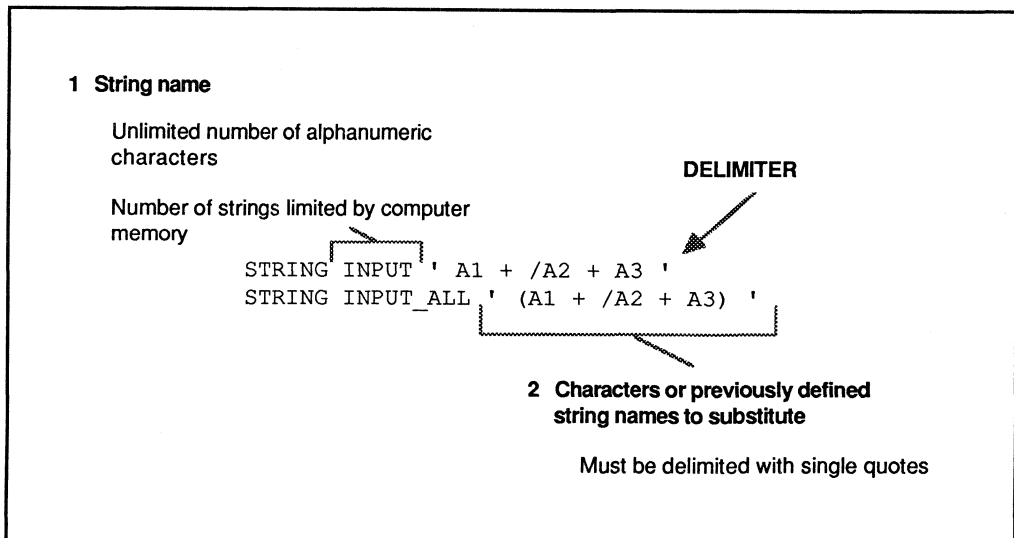 1 String name
Unlimited number of alphanumeric
characters
DELIMITER
Number of strings limited by computer
memory
STRING INPUT ' A1 + /A2 + A3 '
STRING INPUT_ALL ' (A1 + /A2 + A3) '
2 Characters or previously defined
string names to substitute
Must be delimited with single quotes